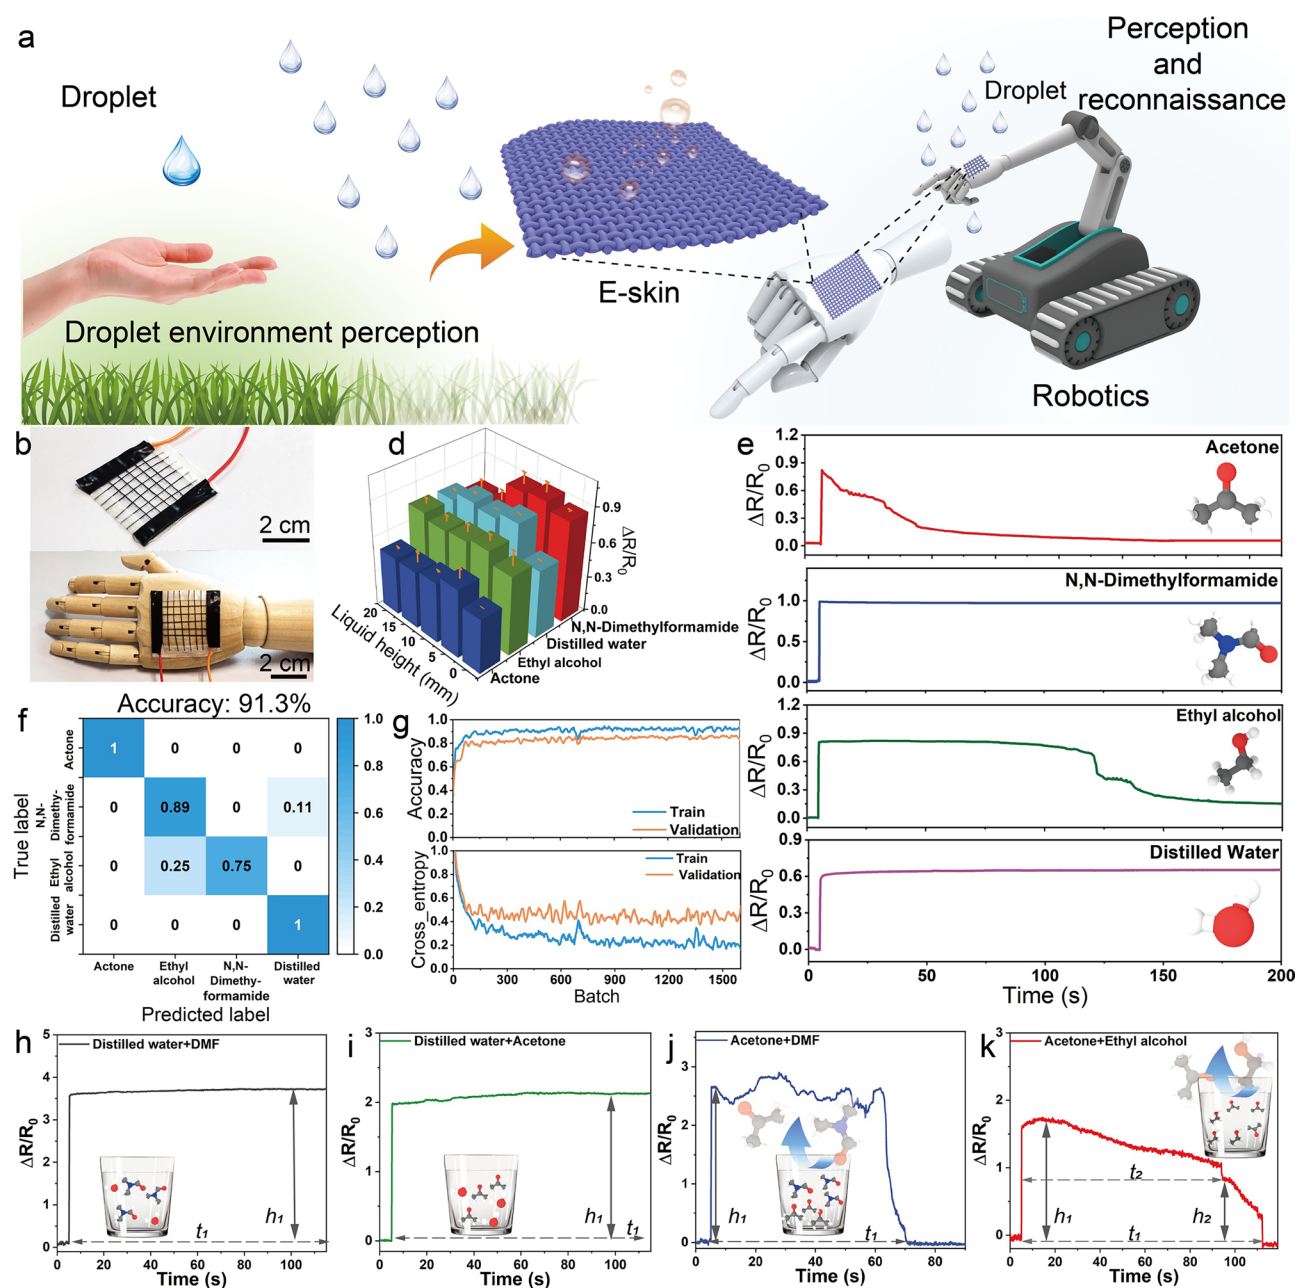 a
Droplet
Droplet environment perception
E-skin
Droplet
Perception
and
reconnaissance
Robotics
b
2 cm
2 cm
d
0.9
0.6
0.3
0.0
ΔR/R0
20
15
10
5
0
Liquid height (mm)
N,N-Dimethylformamide
Distilled water
Ethyl alcohol
Actone
e
1.2
0.9
0.6
0.3
0.0
ΔR/R0
Acetone
1.0
0.5
0.0
ΔR/R0
N,N-Dimethylformamide
0.9
0.6
0.3
0.0
ΔR/R0
Ethyl alcohol
0.9
0.6
0.3
0.0
ΔR/R0
Distilled Water
0 50 100 150 200
Time (s)
f
Accuracy: 91.3%
True label
Actone
N,N-
Dimethy-
formamide
Ethyl
alcohol
Distilled
water
1 0 0 0
0 0.89 0 0.11
0 0.25 0.75 0
0 0 0 1
Actone
Ethyl
alcohol
N,N-
Dimethy-
formamide
Distilled
water
Predicted label
1.0
0.8
0.6
0.4
0.2
0.0
g
1.0
0.8
0.6
0.4
0.2
0.0
Accuracy
Train
Validation
1.0
0.8
0.6
0.4
0.2
0.0
Cross_entropy
Train
Validation
0 300 600 900 1200 1500
Batch
h
Distilled water+DMF
5
4
3
2
1
0
ΔR/R0
h1
t1
0 20 40 60 80 100
Time (s)
i
Distilled water+Acetone
3
2
1
0
ΔR/R0
h1
t1
0 20 40 60 80 100
Time (s)
j
Acetone+DMF
3
2
1
0
ΔR/R0
h1
t1
0 20 40 60 80
Time (s)
k
Acetone+Ethyl alcohol
3
2
1
0
ΔR/R0
h1
t2
h2
t1
0 20 40 60 80 100
Time (s)